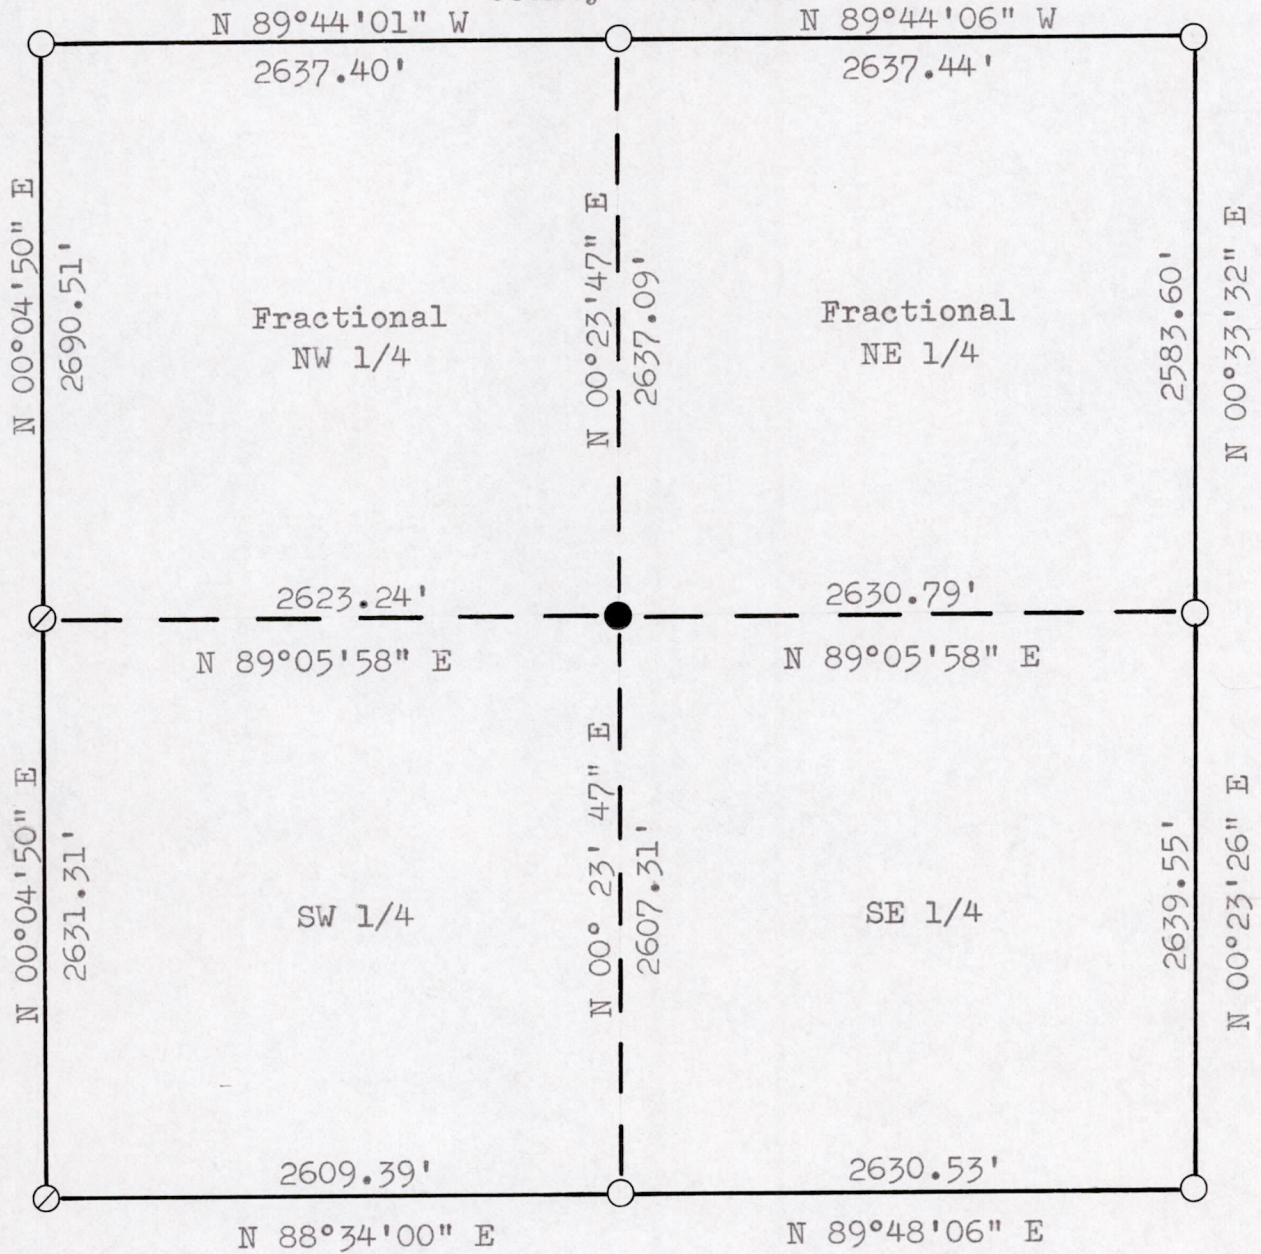 N 89°44'01" W
N 89°44'06" W
2637.40'
2637.44'
N 00°04'50" E
2690.51'
Fractional
NW 1/4
N 00°23'47" E
2637.09'
Fractional
NE 1/4
2583.60'
N 00°33'32" E
2623.24'
2630.79'
N 89°05'58" E
N 89°05'58" E
N 00°04'50" E
2631.31'
SW 1/4
N 00° 23' 47" E
2607.31'
SE 1/4
2639.55'
N 00°23'26" E
2609.39'
2630.53'
N 88°34'00" E
N 89°48'06" E